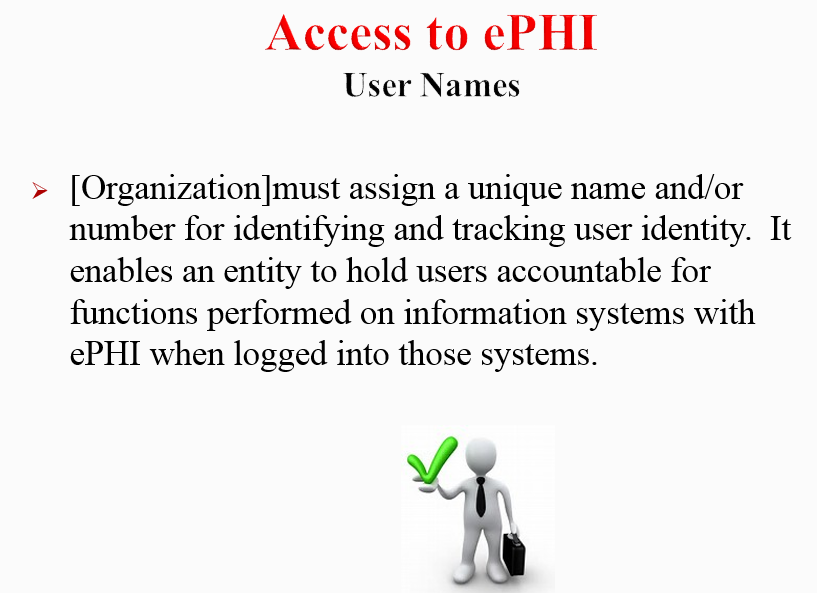 Access to ePHI
User Names
[Organization]must assign a unique name and/or
number for identifying and tracking user identity.  It
enables an entity to hold users accountable for
functions performed on information systems with
ePHI when logged into those systems.